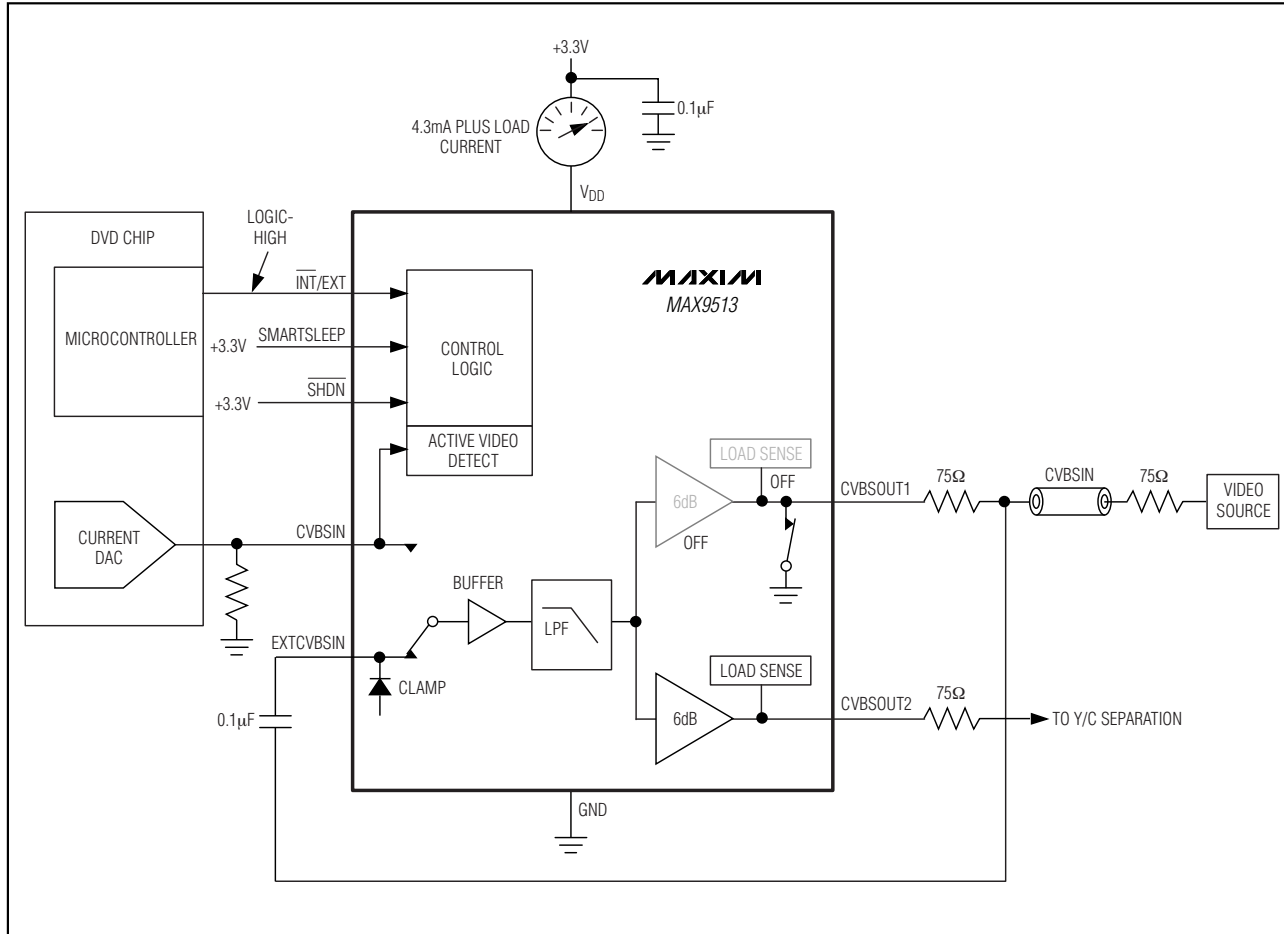 +3.3V
0.1µF
4.3mA PLUS LOAD
CURRENT
VDD
LOGIC-
HIGH
DVD CHIP
INT/EXT
MAXIM
MAX9513
MICROCONTROLLER
+3.3V
SMARTSLEEP
CONTROL
LOGIC
+3.3V
SHDN
ACTIVE VIDEO
DETECT
LOAD SENSE
OFF
CVBSOUT1
75Ω
CVBSIN
75Ω
VIDEO
SOURCE
6dB
OFF
CURRENT
DAC
CVBSIN
BUFFER
LPF
EXTCVBSIN
CLAMP
LOAD SENSE
CVBSOUT2
75Ω
6dB
TO Y/C SEPARATION
0.1µF
GND